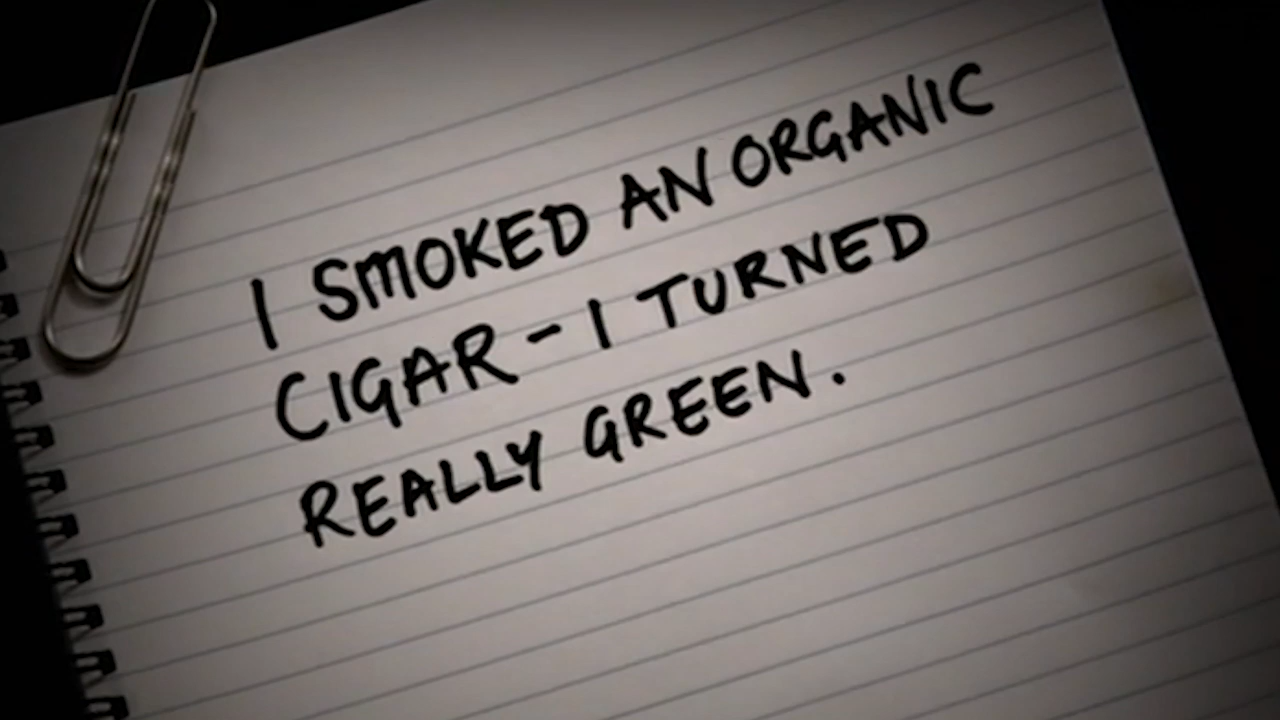 I SMOKED AN ORGANIC
CIGAR - I TURNED
REALLY GREEN.